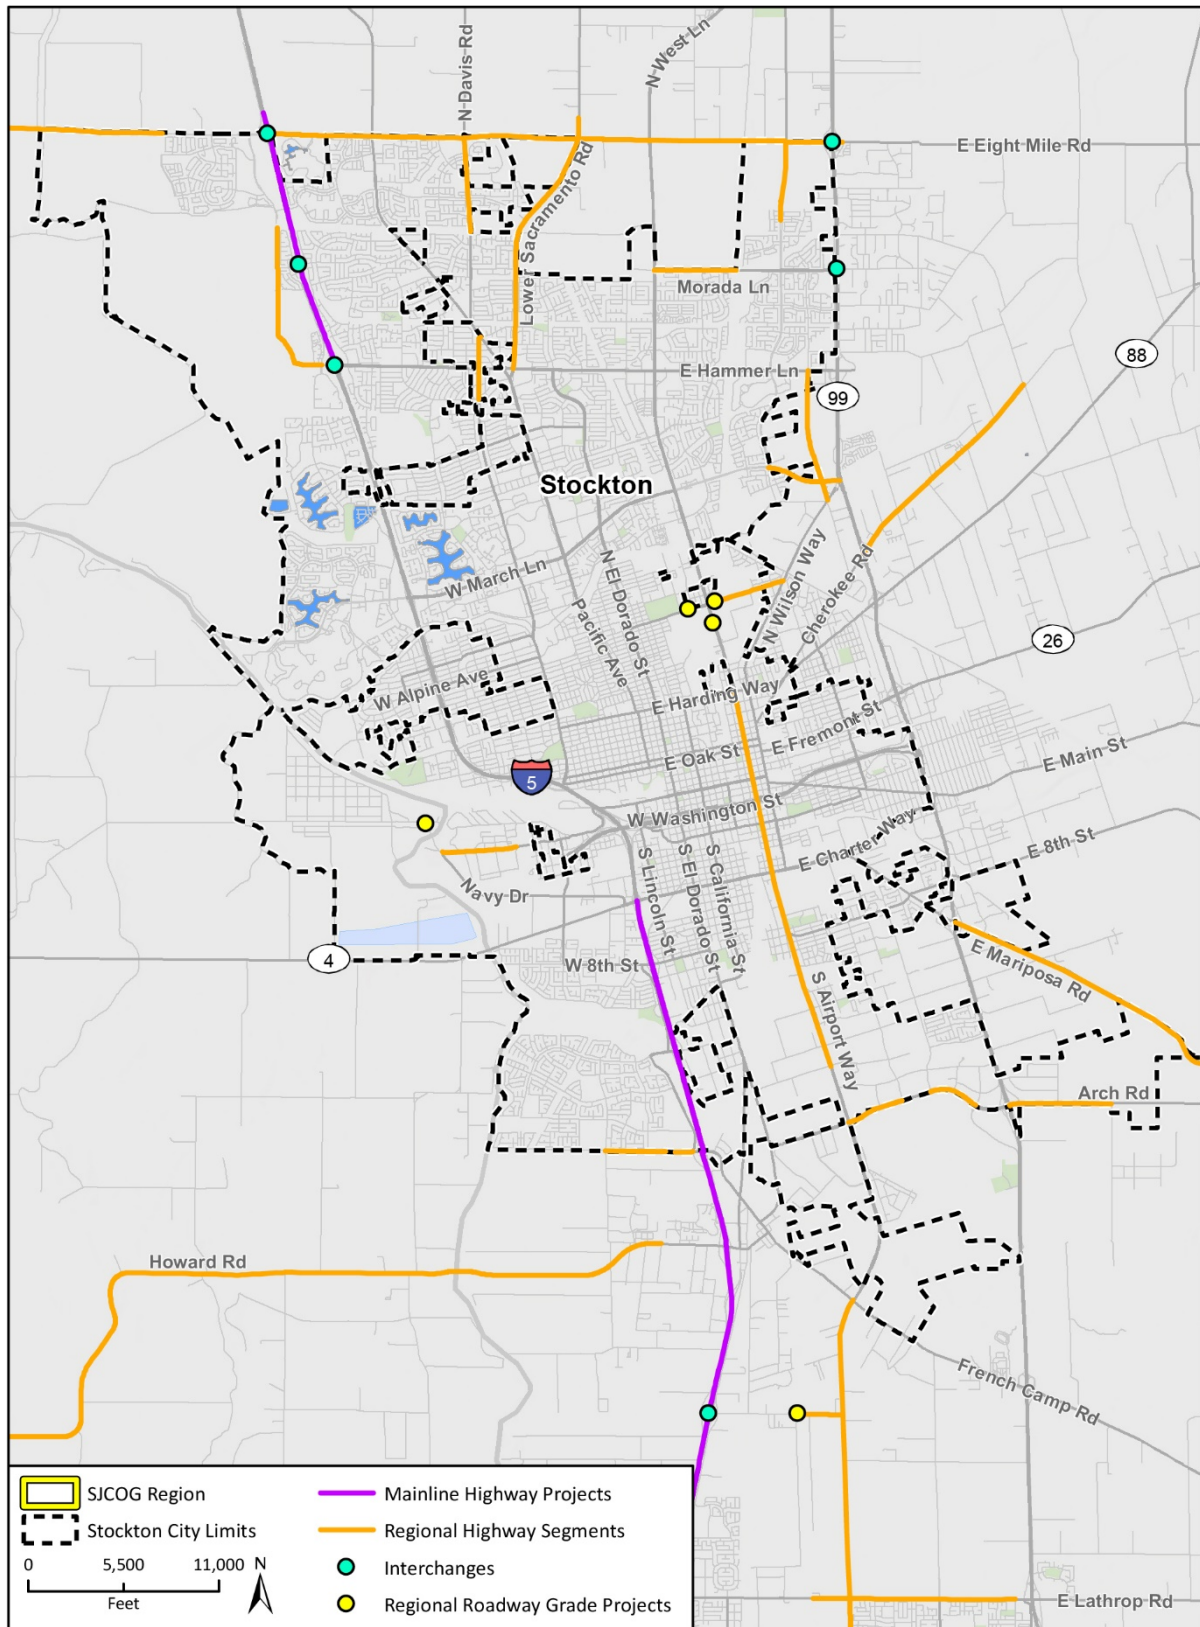 N Davis Rd
N West Ln
E Eight Mile Rd
Lower Sacramento Rd
Morada Ln
88
E Hammer Ln
99
Stockton
W March Ln
N El Dorado St
N Wilson Way
Cherokee Rd
Pacific Ave
26
W Alpine Ave
E Harding Way
E Fremont St
E Oak St
E Main St
5
W Washington St
E Charter Way
E 8th St
Navy Dr
S Lincoln St
S El Dorado St
S California St
4
W 8th St
E Mariposa Rd
S Airport Way
Arch Rd
Howard Rd
French Camp Rd
SJCOG Region
Mainline Highway Projects
Stockton City Limits
Regional Highway Segments
0 5,500 11,000 N
Feet
Interchanges
Regional Roadway Grade Projects
E Lathrop Rd